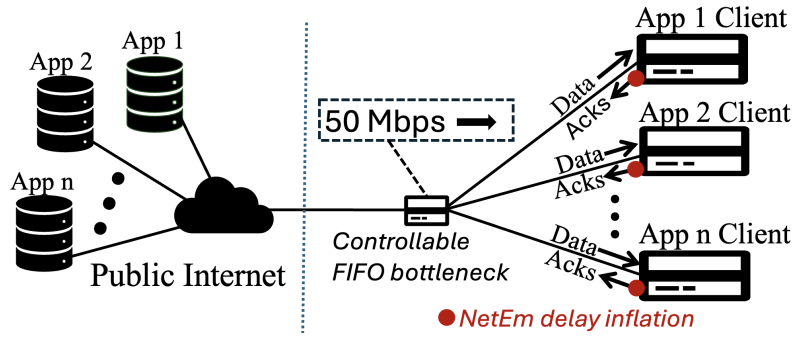 App 1
App 2
App n
Public Internet
50 Mbps
Controllable
FIFO bottleneck
App 1 Client
Data
Acks
App 2 Client
Data
Acks
App n Client
Data
Acks
NetEm delay inflation